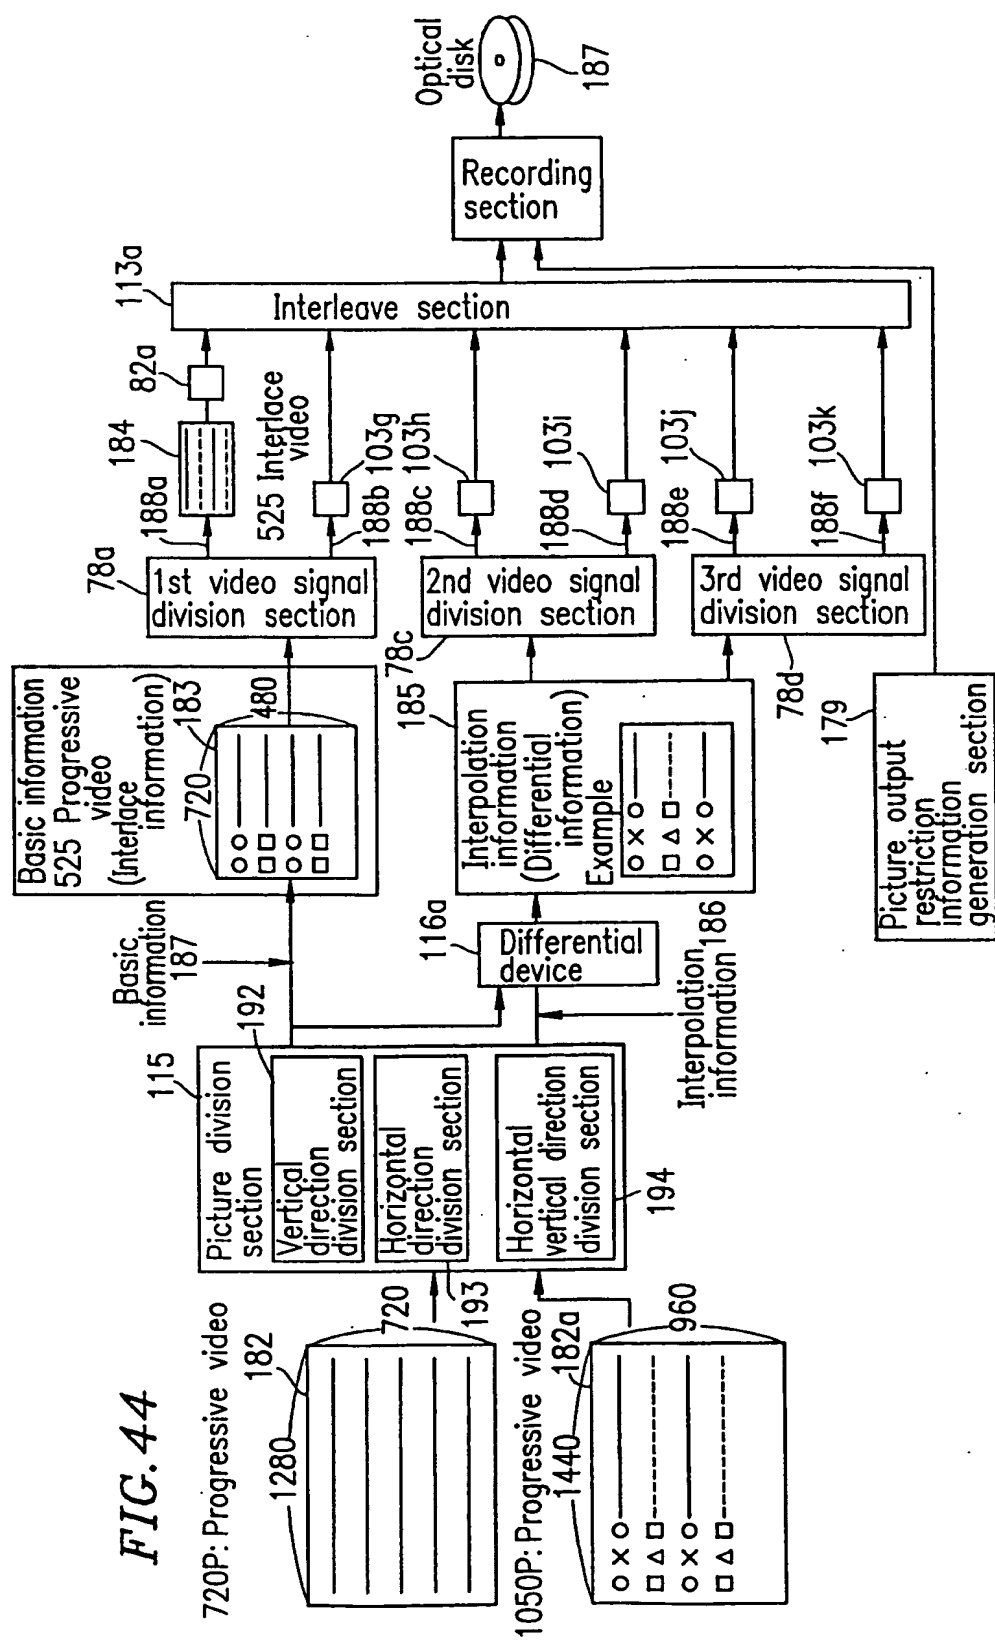 FIG. 44
720P: Progressive video
1280
182
720
1050P: Progressive video
1440
182a
960
115
Picture division
section
192
Vertical
direction
division section
Horizontal
direction
division section
193
Horizontal
vertical direction
division section
194
Basic
information
187
Interpolation
information
186
116a
Differential
device
Basic information
525 Progressive
video
(Interlace
information)
183
720
480
185
Interpolation
information
(Differential
information)
Example
78a
1st video signal
division section
78c
2nd video signal
division section
3rd video signal
division section
78d
179
Picture output
restriction
information
generation section
188a
184
82a
525 Interlace
video
188b
103g
188c
103h
188d
103i
188e
103j
188f
103k
113a
Interleave section
Recording
section
Optical
disk
187